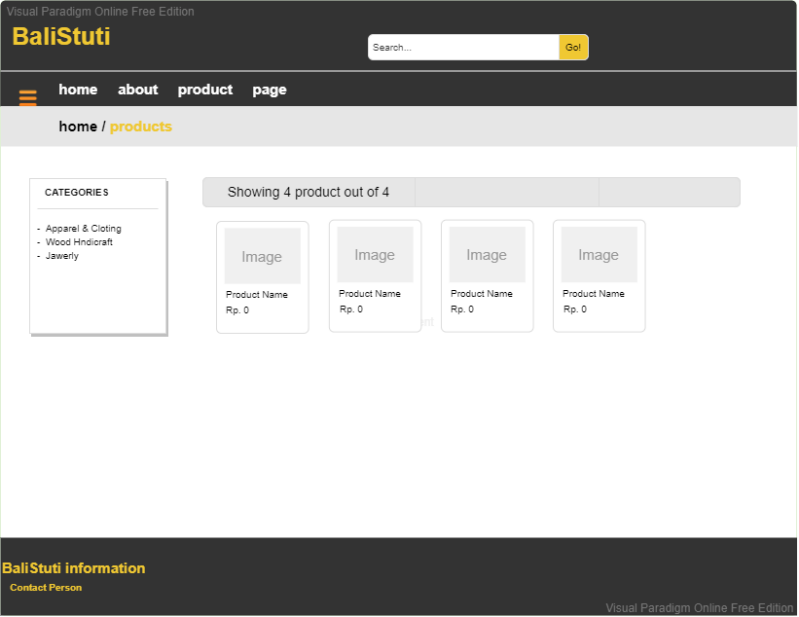 Visual Paradigm Online Free Edition
BaliStuti
Search...
Go!
home about product page
home / products
CATEGORIES
- Apparel & Cloting
- Wood Hndicraft
- Jawerly
Showing 4 product out of 4
Image Image Image Image
Product Name Product Name Product Name Product Name
Rp. 0 Rp. 0 Rp. 0 Rp. 0
BaliStuti information
Contact Person
Visual Paradigm Online Free Edition